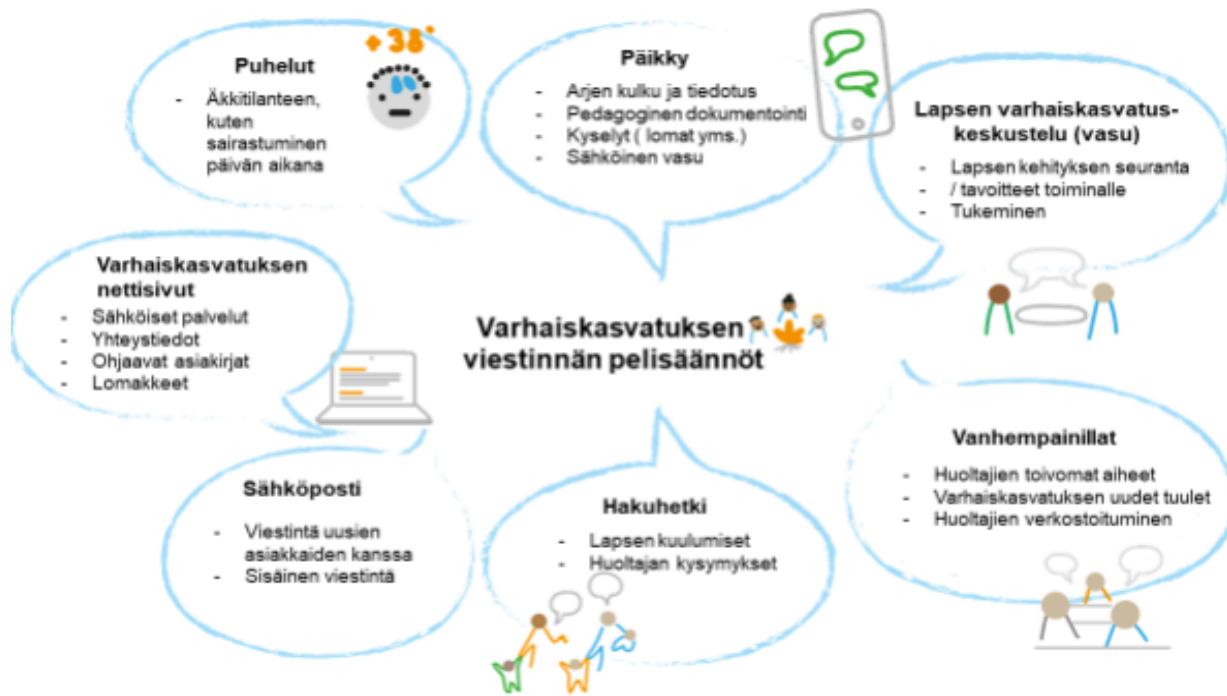 +38°
Puhelut
- Äkkitilanteen,
kuten
sairastuminen
päivän aikana
Päikky
- Arjen kulku ja tiedotus
- Pedagoginen dokumentointi
- Kyselyt ( lomat yms.)
- Sähköinen vasu
Lapsen varhaiskasvatus-
keskustelu (vasu)
- Lapsen kehityksen seuranta
- / tavoitteet toiminalle
- Tukeminen
Varhaiskasvatuksen
nettisivut
- Sähköiset palvelut
- Yhteystiedot
- Ohjaavat asiakirjat
- Lomakkeet
Varhaiskasvatuksen
viestinnän pelisäännöt
Sähköposti
- Viestintä uusien
asiakkaiden kanssa
- Sisäinen viestintä
Hakuhetki
- Lapsen kuulumiset
- Huoltajan kysymykset
Vanhempainillat
- Huoltajien toivomat aiheet
- Varhaiskasvatuksen uudet tuulet
- Huoltajien verkostoituminen